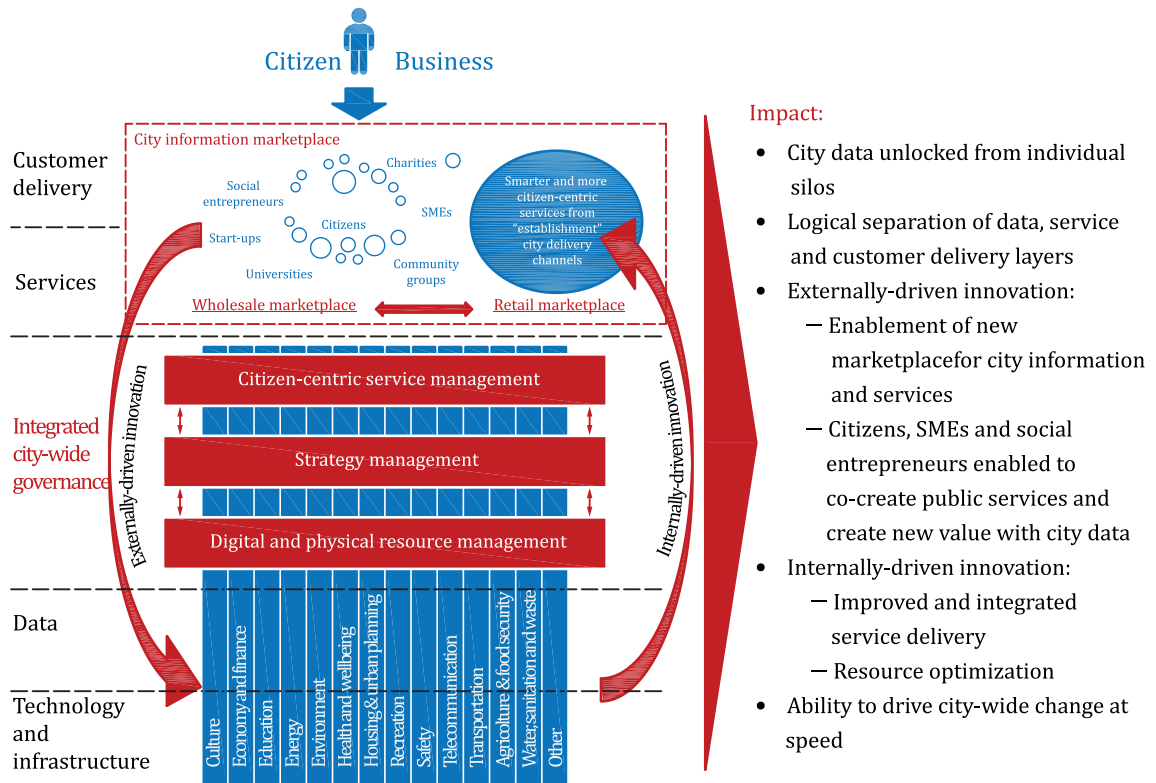 Citizen Business
City information marketplace
Customer
delivery
Services
Integrated
city-wide
governance
Data
Technology
and
infrastructure
Charities
Social
entrepreneurs
SMEs
Citizens
Start-ups
Universities
Community
groups
Smarter and more
citizen-centric
services from
“establishment”
city delivery
channels
Wholesale marketplace
Retail marketplace
Externally-driven innovation
Internally-driven innovation
Citizen-centric service management
Strategy management
Digital and physical resource management
Culture
Economy and finance
Education
Energy
Environment
Health and wellbeing
Housing & urban planning
Recreation
Safety
Telecommunication
Transportation
Agriculture & food security
Water, sanitation and waste
Other
Impact:
• City data unlocked from individual
silos
• Logical separation of data, service
and customer delivery layers
• Externally-driven innovation:
— Enablement of new
marketplacefor city information
and services
— Citizens, SMEs and social
entrepreneurs enabled to
co-create public services and
create new value with city data
• Internally-driven innovation:
— Improved and integrated
service delivery
— Resource optimization
• Ability to drive city-wide change at
speed